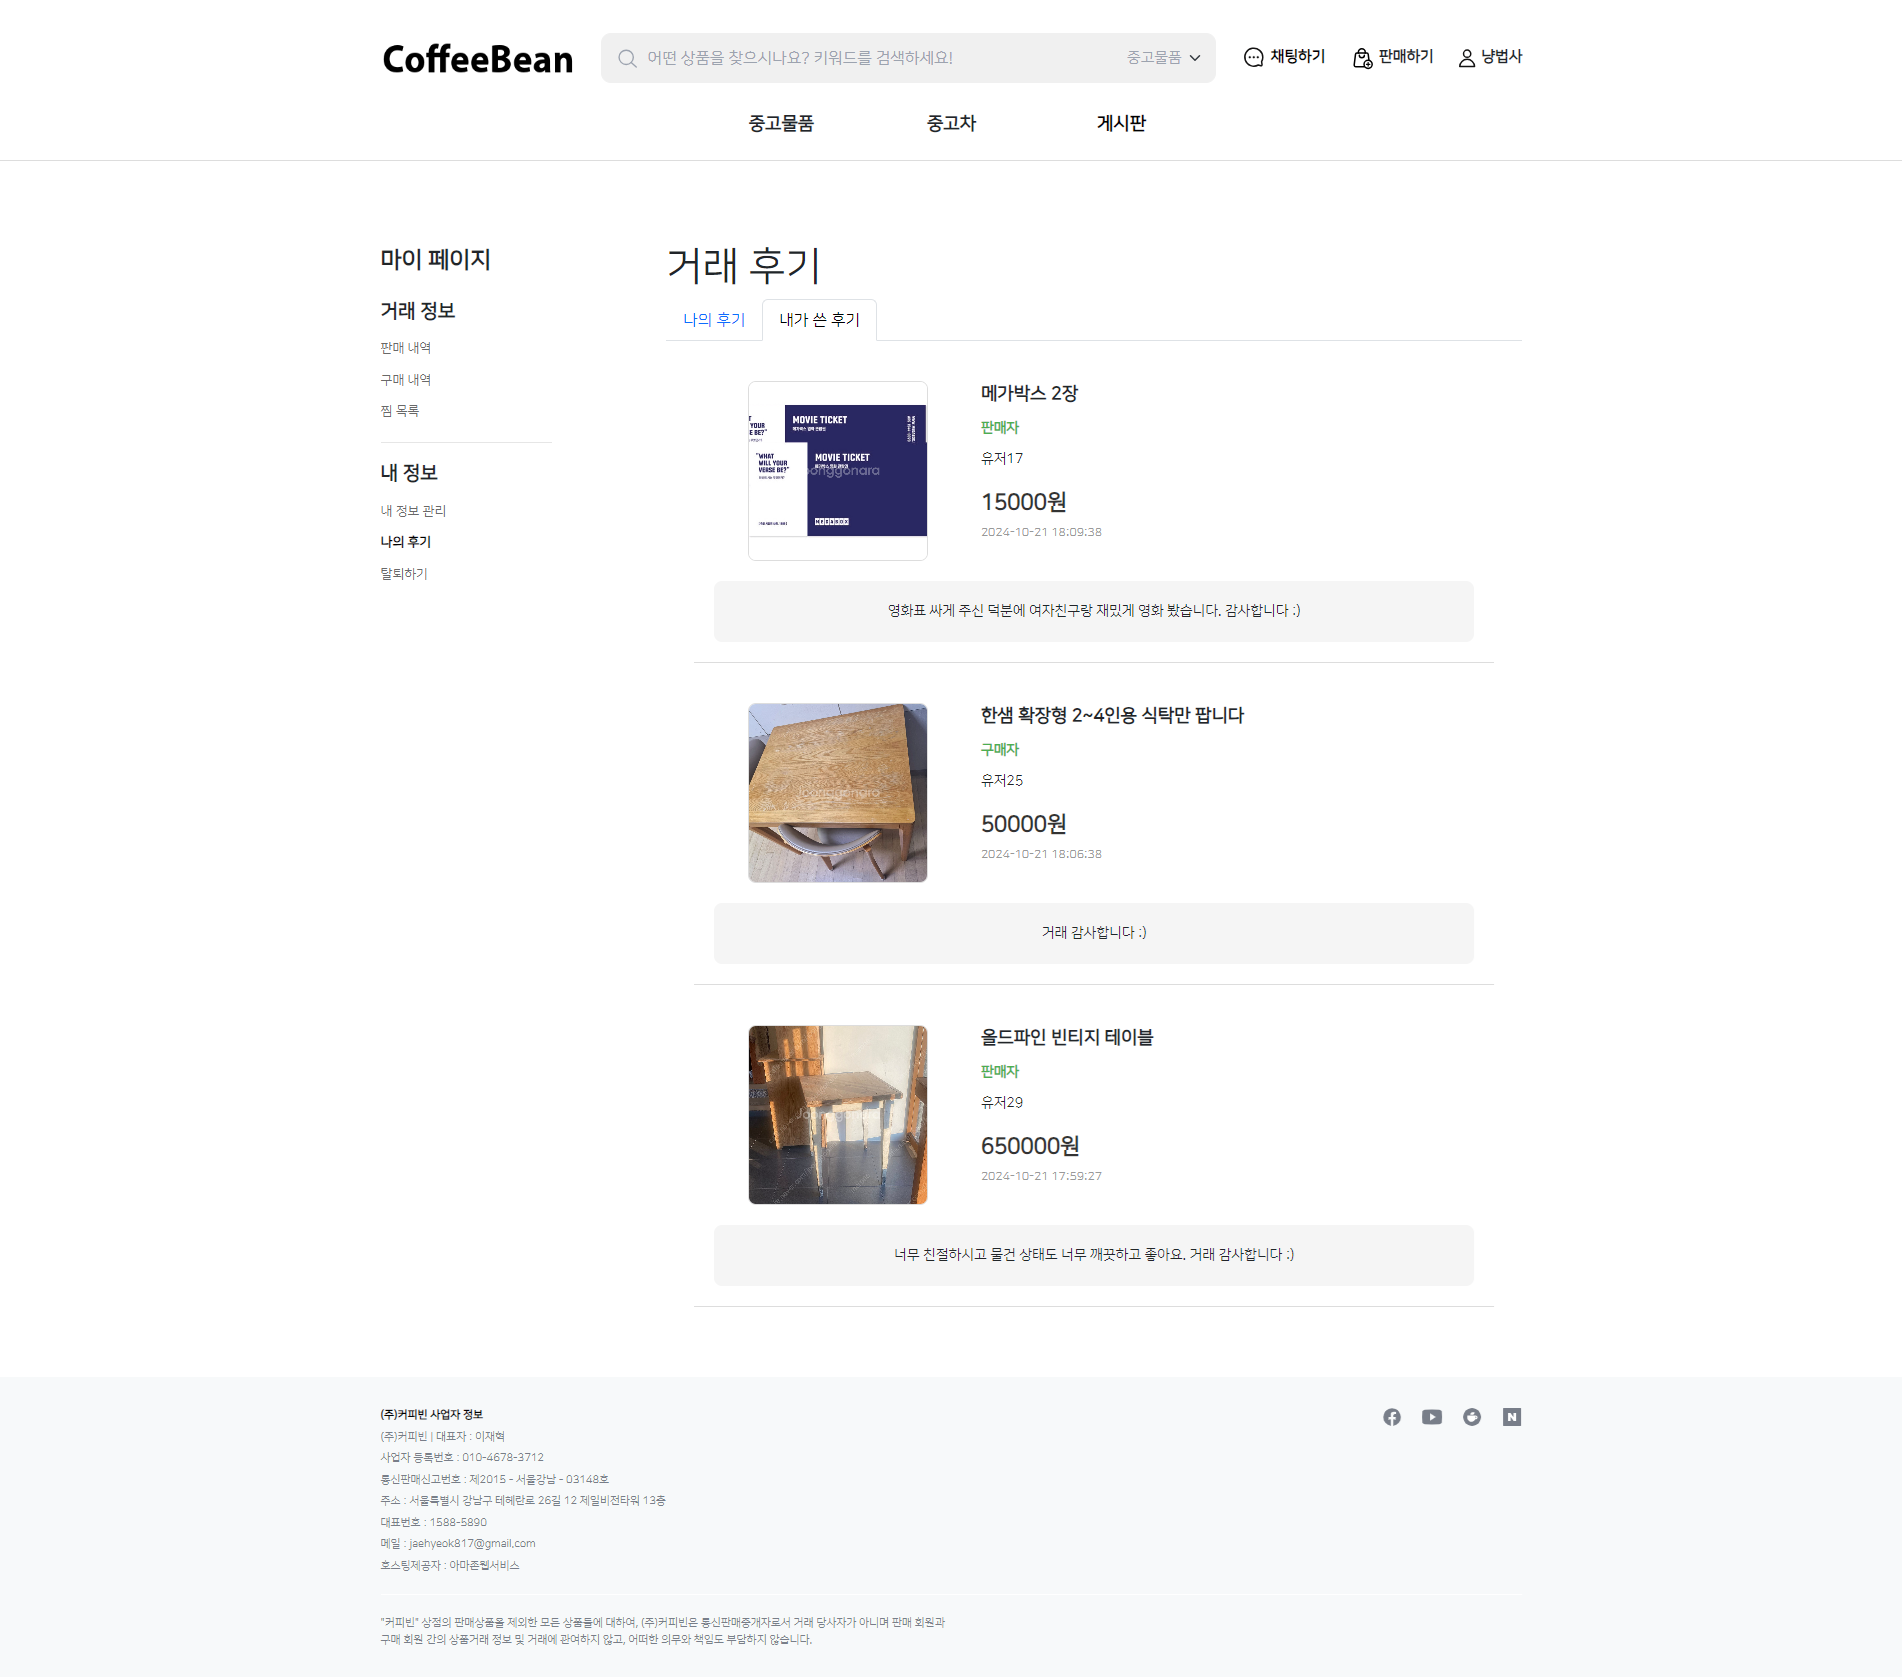 CoffeeBean
어떤 상품을 찾으시나요? 키워드를 검색하세요!
중고물품
채팅하기
판매하기
냥법사
중고물품
중고차
게시판
마이 페이지
거래 정보
판매 내역
구매 내역
찜 목록
내 정보
내 정보 관리
나의 후기
탈퇴하기
거래 후기
나의 후기
내가 쓴 후기
MOVIE TICKET
YOUR
E BE?"
"WHAT
WILL YOUR
VERSE BE?"
MOVIE TICKET
Joonggonara
MEGABOX
메가박스 2장
판매자
유저17
15000원
2024-10-21 18:09:38
영화표 싸게 주신 덕분에 여자친구랑 재밌게 영화 봤습니다. 감사합니다 :)
Joonggonara
한샘 확장형 2~4인용 식탁만 팝니다
구매자
유저25
50000원
2024-10-21 18:06:38
거래 감사합니다 :)
Joonggonara
올드파인 빈티지 테이블
판매자
유저29
650000원
2024-10-21 17:59:27
너무 친절하시고 물건 상태도 너무 깨끗하고 좋아요. 거래 감사합니다 :)
(주)커피빈 사업자 정보
(주)커피빈 | 대표자 : 이재혁
사업자 등록번호 : 010-4678-3712
통신판매신고번호 : 제2015 - 서울강남 - 03148호
주소 : 서울특별시 강남구 테헤란로 26길 12 제일비전타워 13층
대표번호 : 1588-5890
메일 : jaehyeok817@gmail.com
호스팅제공자 : 아마존웹서비스
"커피빈" 상점의 판매상품을 제외한 모든 상품들에 대하여, (주)커피빈은 통신판매중개자로서 거래 당사자가 아니며 판매 회원과
구매 회원 간의 상품거래 정보 및 거래에 관여하지 않고, 어떠한 의무와 책임도 부담하지 않습니다.